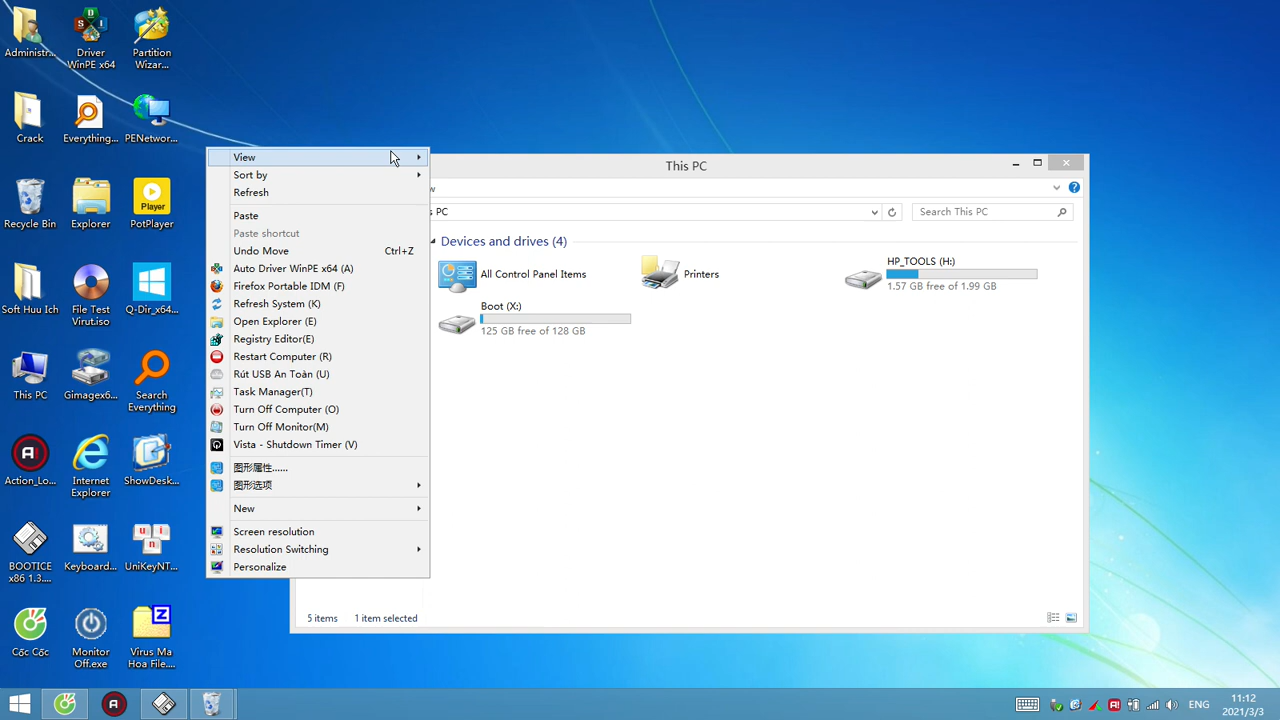 Administr...
Driver
WinPE x64
Partition
Wizar...
Crack
Everything...
PENetwor...
Recycle Bin
Explorer
Player
PotPlayer
Soft Huu Ich
File Test
Virut.iso
Q-Dir_x64...
This PC
Gimagex6...
Search
Everything
Action_Lo...
Internet
Explorer
ShowDesk...
BOOTICE
x86 1.3....
Keyboard...
UniKeyNT...
Cốc Cốc
Monitor
Off.exe
Virus Ma
Hoa File....
View
Sort by
Refresh
Paste
Paste shortcut
Undo Move Ctrl+Z
Auto Driver WinPE x64 (A)
Firefox Portable IDM (F)
Refresh System (K)
Open Explorer (E)
Registry Editor(E)
Restart Computer (R)
Rút USB An Toàn (U)
Task Manager(T)
Turn Off Computer (O)
Turn Off Monitor(M)
Vista - Shutdown Timer (V)
图形属性......
图形选项
New
Screen resolution
Resolution Switching
Personalize
This PC
w
s PC
Search This PC
Devices and drives (4)
All Control Panel Items
Printers
HP_TOOLS (H:)
1.57 GB free of 1.99 GB
Boot (X:)
125 GB free of 128 GB
5 items 1 item selected
ENG
11:12
2021/3/3